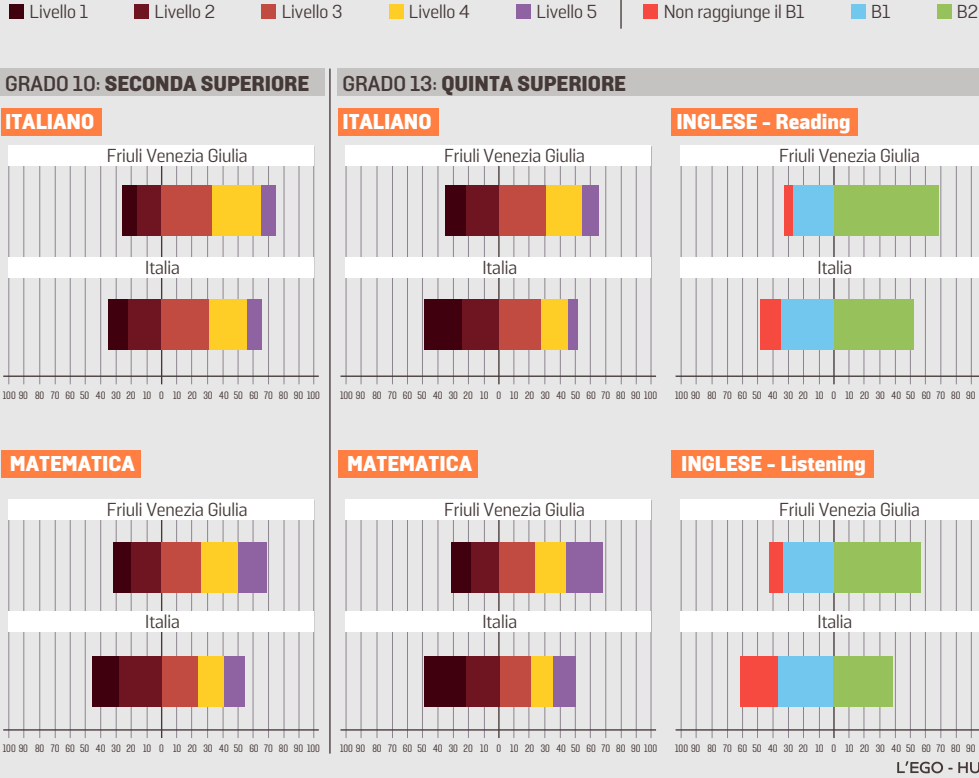 Livello 1 Livello 2 Livello 3 Livello 4 Livello 5 Non raggiunge il B1 B1 B2
GRADO 10: SECONDA SUPERIORE
GRADO 13: QUINTA SUPERIORE
ITALIANO
ITALIANO
INGLESE - Reading
Friuli Venezia Giulia
Friuli Venezia Giulia
Friuli Venezia Giulia
Italia
Italia
Italia
100 90 80 70 60 50 40 30 20 10 0 10 20 30 40 50 60 70 80 90 100
100 90 80 70 60 50 40 30 20 10 0 10 20 30 40 50 60 70 80 90 100
100 90 80 70 60 50 40 30 20 10 0 10 20 30 40 50 60 70 80 90
MATEMATICA
MATEMATICA
INGLESE - Listening
Friuli Venezia Giulia
Friuli Venezia Giulia
Friuli Venezia Giulia
Italia
Italia
Italia
100 90 80 70 60 50 40 30 20 10 0 10 20 30 40 50 60 70 80 90 100
100 90 80 70 60 50 40 30 20 10 0 10 20 30 40 50 60 70 80 90 100
100 90 80 70 60 50 40 30 20 10 0 10 20 30 40 50 60 70 80 90
L'EGO - HU